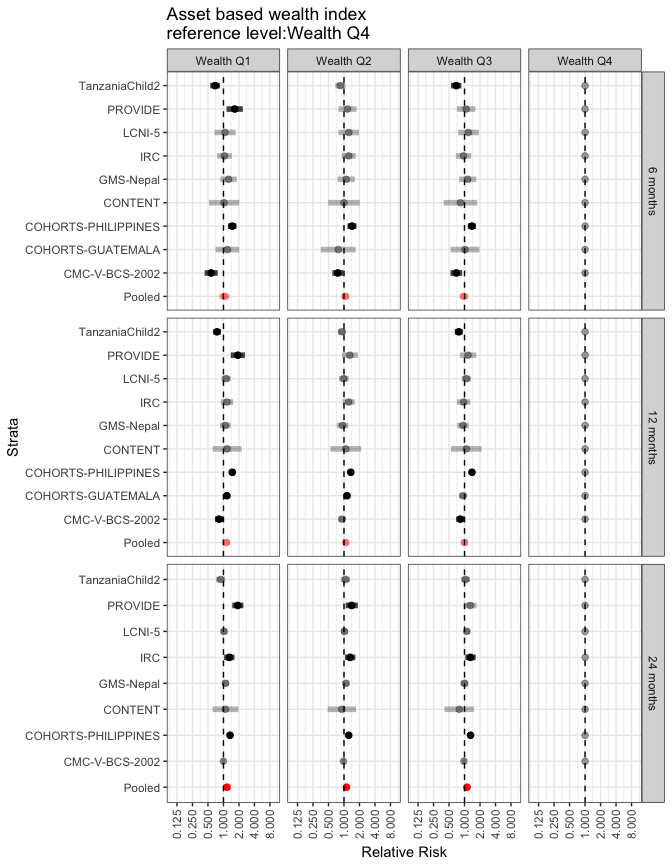 Asset based wealth index
reference level:Wealth Q4
Wealth Q1 Wealth Q2 Wealth Q3 Wealth Q4
TanzaniaChild2
PROVIDE
LCNI-5
IRC
GMS-Nepal
CONTENT
COHORTS-PHILIPPINES
COHORTS-GUATEMALA
CMC-V-BCS-2002
Pooled
6 months
TanzaniaChild2
PROVIDE
LCNI-5
IRC
GMS-Nepal
CONTENT
COHORTS-PHILIPPINES
COHORTS-GUATEMALA
CMC-V-BCS-2002
Pooled
12 months
TanzaniaChild2
PROVIDE
LCNI-5
IRC
GMS-Nepal
CONTENT
COHORTS-PHILIPPINES
CMC-V-BCS-2002
Pooled
24 months
Strata
0.125 0.250 0.500 1.000 2.000 4.000 8.000 0.125 0.250 0.500 1.000 2.000 4.000 8.000 0.125 0.250 0.500 1.000 2.000 4.000 8.000 0.125 0.250 0.500 1.000 2.000 4.000 8.000
Relative Risk